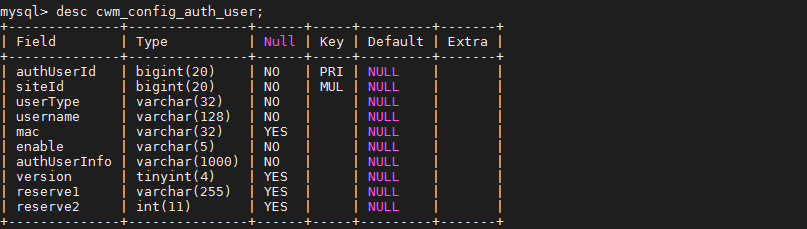 mysql> desc cwm_config_auth_user;
+--------------+---------------+------+-----+---------+-------+
| Field        | Type          | Null | Key | Default | Extra |
+--------------+---------------+------+-----+---------+-------+
| authUserId   | bigint(20)    | NO   | PRI | NULL    |       |
| siteId       | bigint(20)    | NO   | MUL | NULL    |       |
| userType     | varchar(32)   | NO   |     | NULL    |       |
| username     | varchar(128)  | NO   |     | NULL    |       |
| mac          | varchar(32)   | YES  |     | NULL    |       |
| enable       | varchar(5)    | NO   |     | NULL    |       |
| authUserInfo | varchar(1000) | NO   |     | NULL    |       |
| version      | tinyint(4)    | YES  |     | NULL    |       |
| reserve1     | varchar(255)  | YES  |     | NULL    |       |
| reserve2     | int(11)       | YES  |     | NULL    |       |
+--------------+---------------+------+-----+---------+-------+